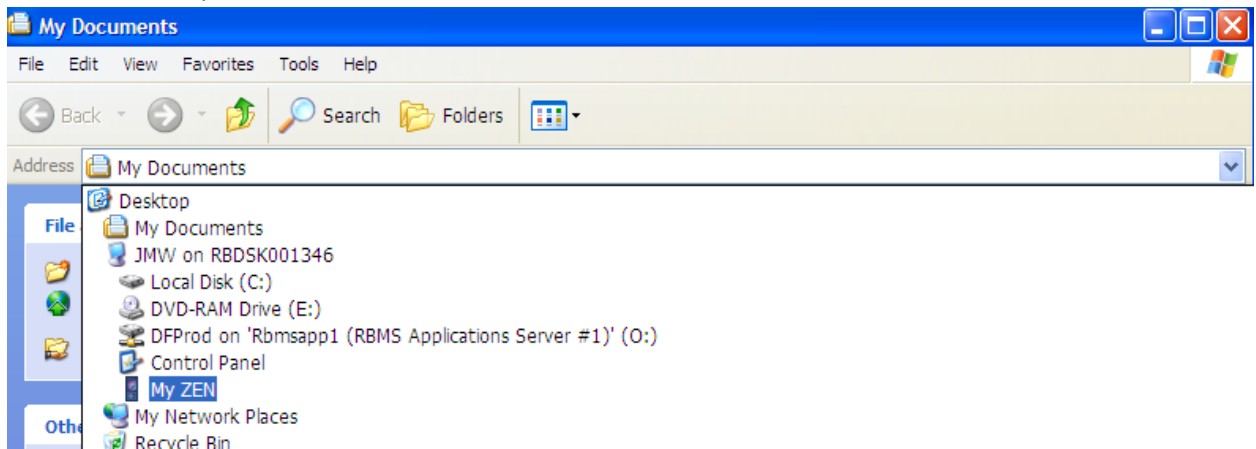 My Documents
File Edit View Favorites Tools Help
Back Search Folders
Address My Documents
Desktop
File
My Documents
JMW on RBDSK001346
Local Disk (C:)
DVD-RAM Drive (E:)
DFProd on 'Rbmsapp1 (RBMS Applications Server #1)' (O:)
Control Panel
My ZEN
My Network Places
Othe
Recycle Bin